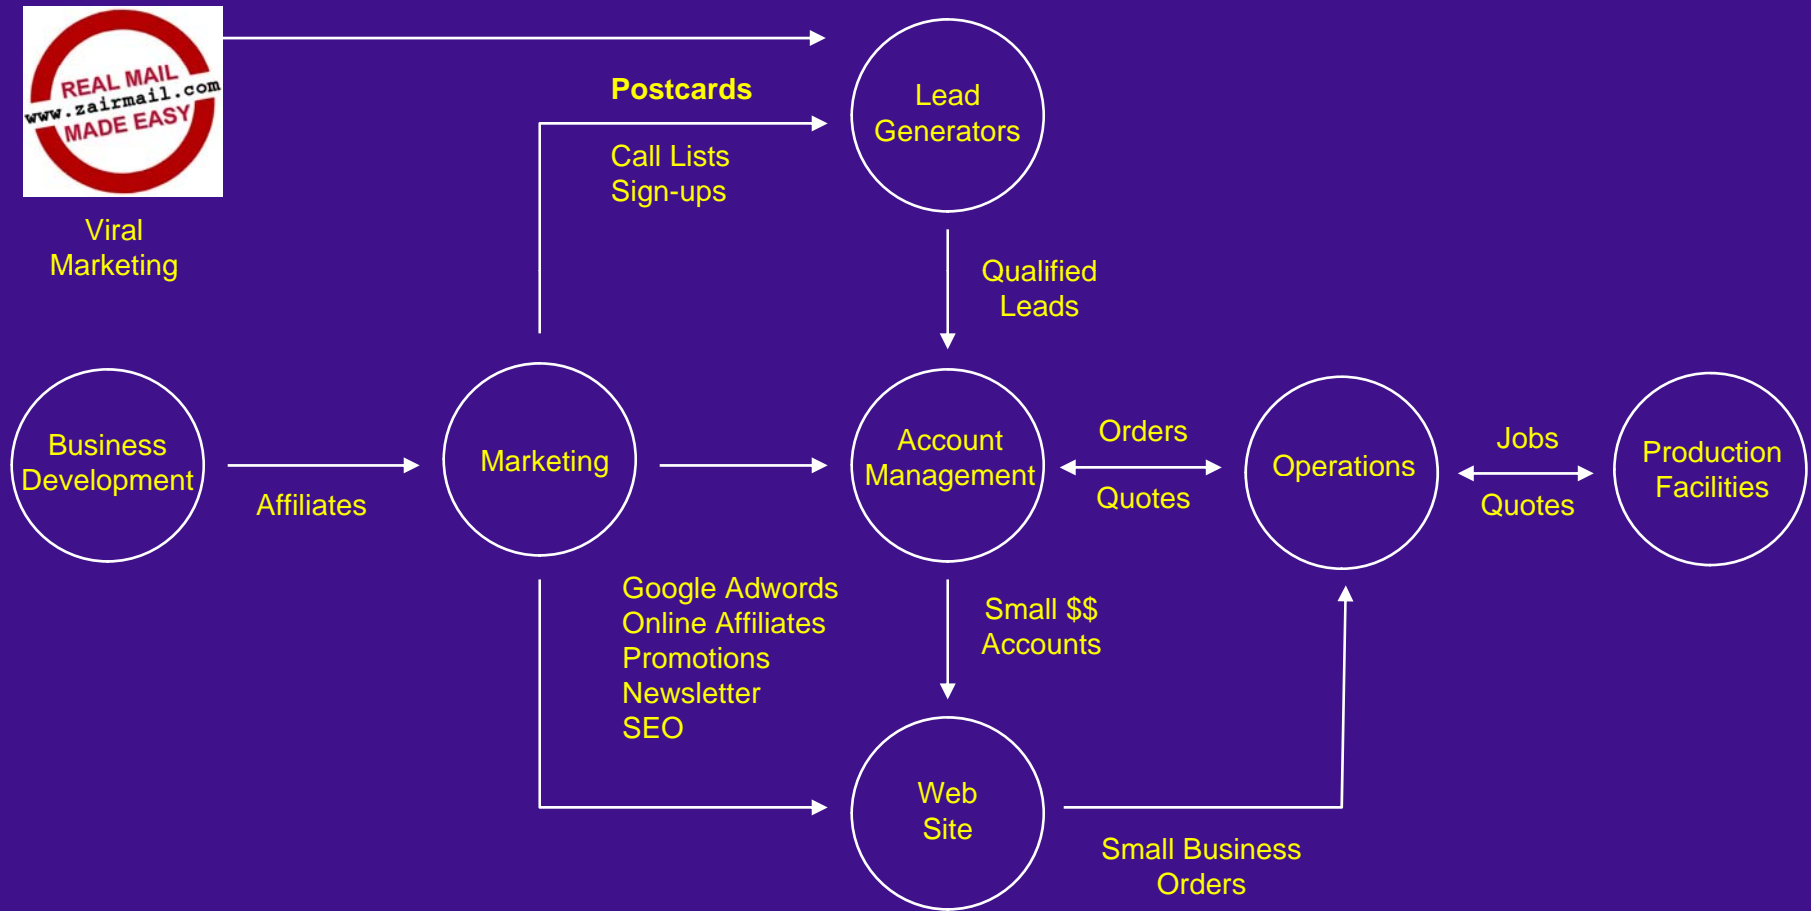 REAL MAIL
www.zairmail.com
MADE EASY
Viral
Marketing
Postcards
Call Lists
Sign-ups
Lead
Generators
Qualified
Leads
Business
Development
Affiliates
Marketing
Account
Management
Orders
Quotes
Operations
Jobs
Quotes
Production
Facilities
Google Adwords
Online Affiliates
Promotions
Newsletter
SEO
Small $$
Accounts
Web
Site
Small Business
Orders